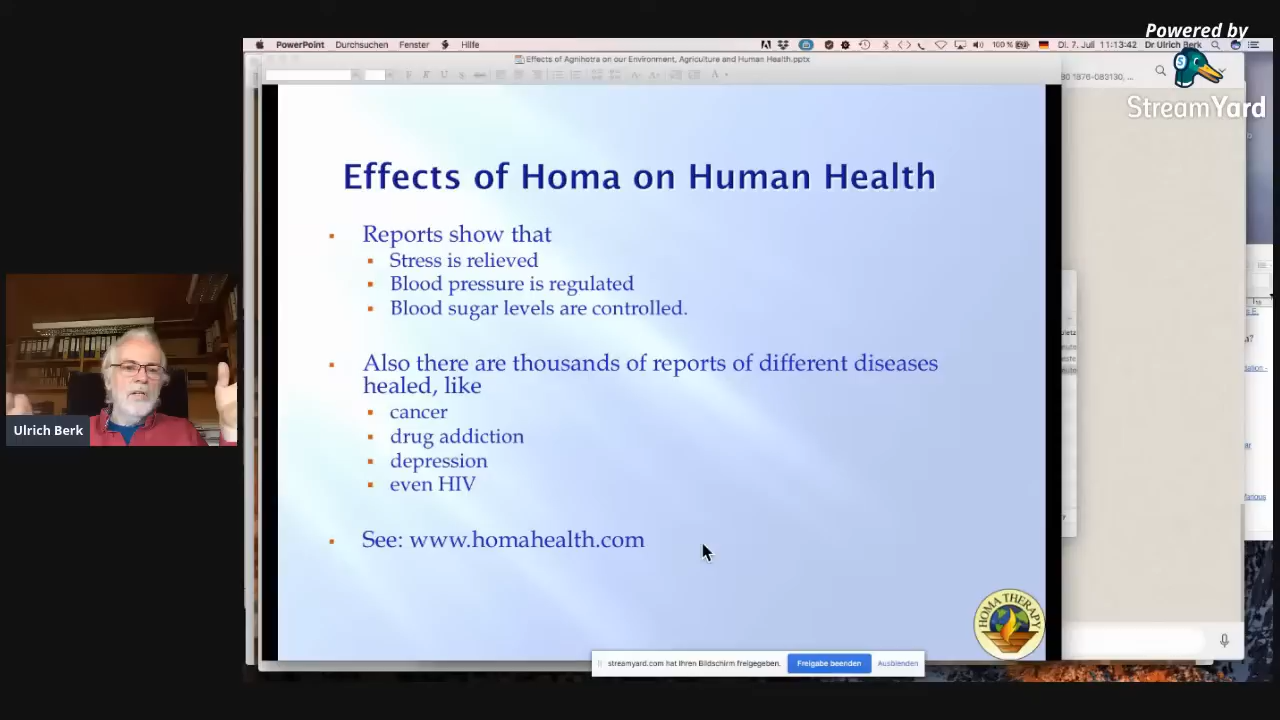 Powered by
StreamYard
PowerPoint Durchsuchen Fenster Hilfe
100 % Di. 7. Juli 11:13:42 Dr Ulrich Berk
Effects of Agnihotra on our Environment, Agriculture and Human Health.pptx
Effects of Homa on Human Health
Reports show that
Stress is relieved
Blood pressure is regulated
Blood sugar levels are controlled.
Also there are thousands of reports of different diseases
healed, like
cancer
drug addiction
depression
even HIV
See: www.homahealth.com
HOMA THERAPY
Ulrich Berk
streamyard.com hat Ihren Bildschirm freigegeben.
Freigabe beenden
Ausblenden